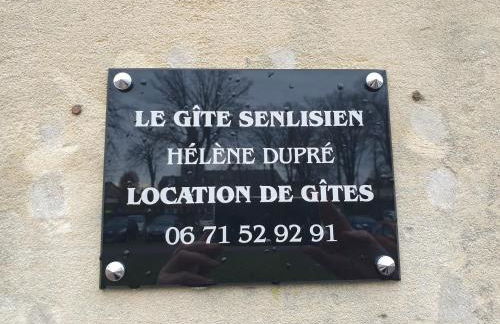 LE GÎTE SENLISIEN
HÉLÈNE DUPRÉ
LOCATION DE GÎTES
06 71 52 92 91